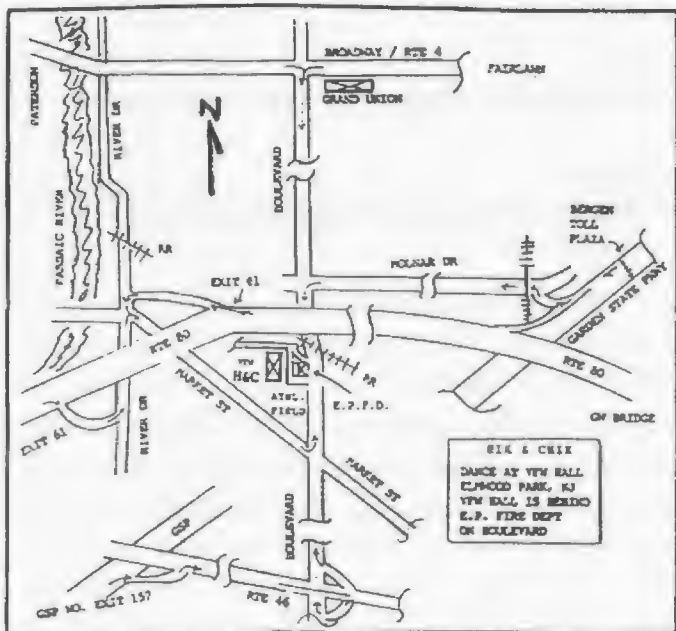 BROADWAY / RTE 4
FAIRLAWN
GRAND UNION
PATERSON
RIVER DR
N
BOULEVARD
PASSAIC RIVER
RR
BERGEN
TOLL
PLAZA
MOLNAR DR
EXIT 61
GARDEN STATE PKWY
RTE 80
VFW
H&C
RR
ATHL.
FIELD
E.P.F.D.
RTE 80
MARKET ST
GW BRIDGE
EXIT 61
RIVER DR
MARKET ST
HIK & CHIK
DANCE AT VFW HALL
ELMWOOD PARK, NJ
VFW HALL IS BEHIND
E.P. FIRE DEPT
ON BOULEVARD
BOULEVARD
GSP
GSP NO. EXIT 157
RTE 46